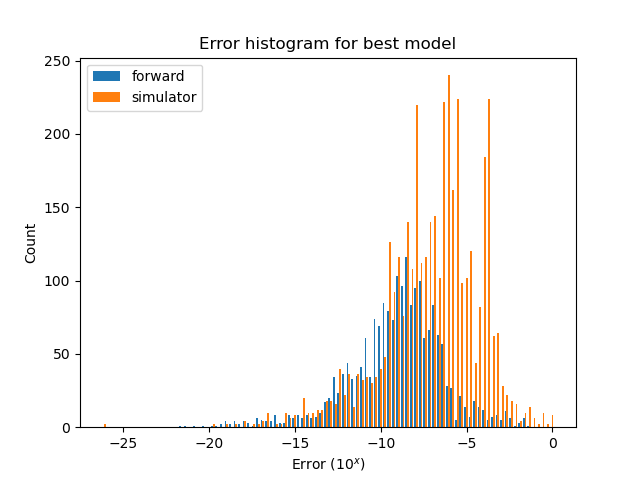 Error histogram for best model
forward
simulator
250
200
150
100
50
0
Count
−25
−20
−15
−10
−5
0
Error (10^x)